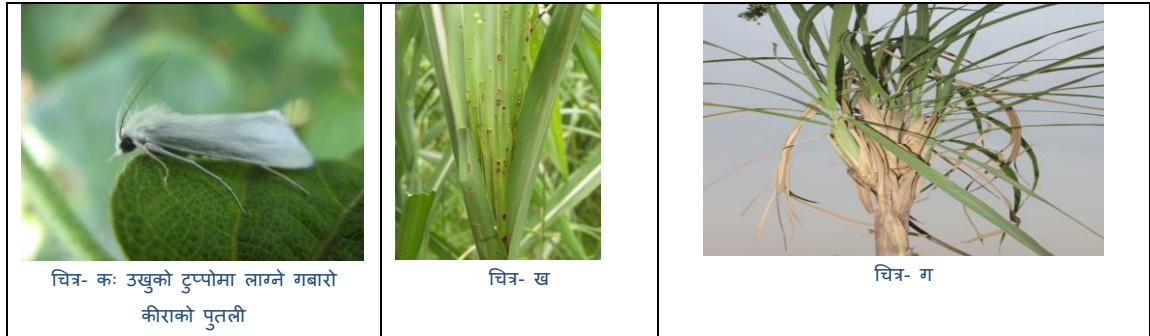 चित्र- कः उखुको टुप्पोमा लाग्ने गबारो
कीराको पुतली
चित्र- ख
चित्र- ग